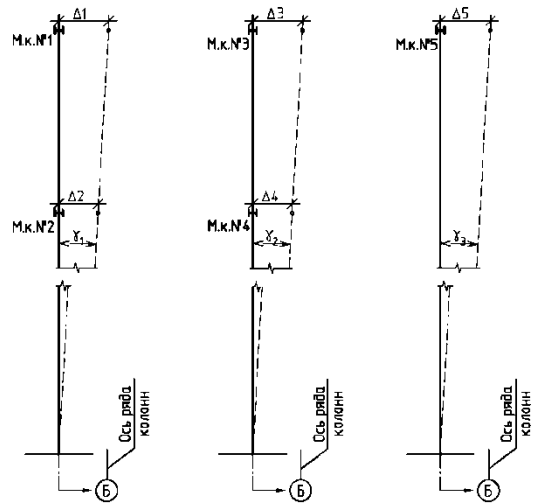 Δ1
М.к.№1
Δ2
М.к.№2
γ1
Ось ряда
колонн
Б
Δ3
М.к.№3
Δ4
М.к.№4
γ2
Ось ряда
колонн
Б
Δ5
М.к.№5
γ3
Ось ряда
колонн
Б